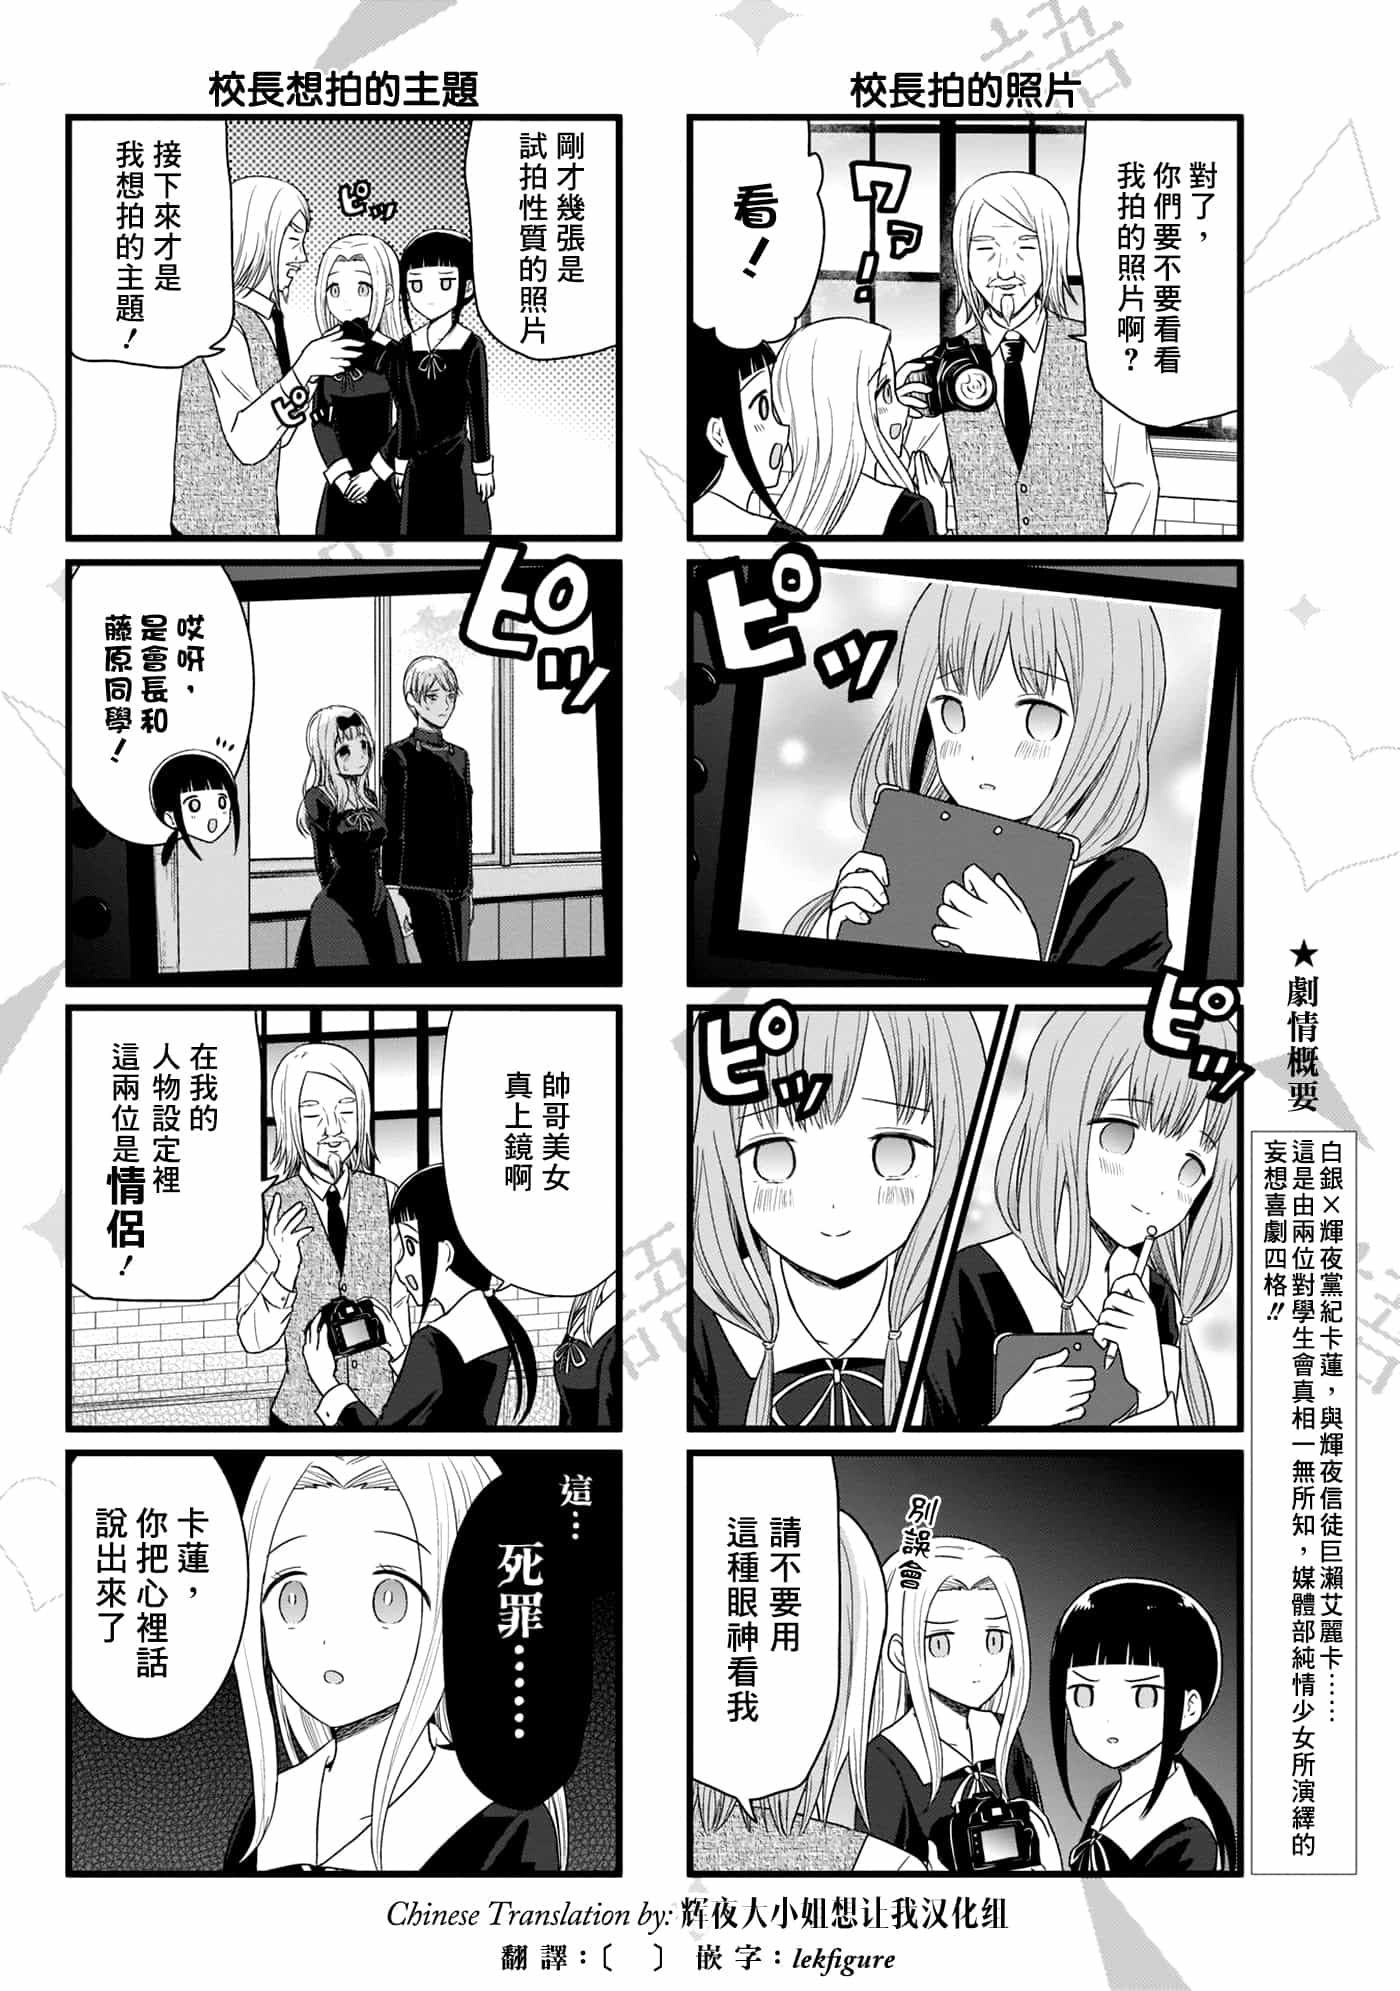 校長拍的照片
對了，
你們要不要看看
我拍的照片啊？
ワァー！
看！
ピッ
ピッ
ピッ
請不要用
這種眼神看我
別誤會
校長想拍的主題
剛才幾張是
試拍性質的照片
接下來才是
我想拍的主題！
ピッ
ピッ
ピッ
哎呀，
是會長和
藤原同學！
帥哥美女
真上鏡啊
在我的
人物設定裡
這兩位是情侶！
這…
死罪……
卡蓮，
你把心裡話
說出來了
★劇情概要
白銀×輝夜黨紀卡蓮，與輝夜信徒巨瀨艾麗卡……
這是由兩位對學生會真相一無所知，媒體部純情少女所演繹的
妄想喜劇四格!!
Chinese Translation by: 辉夜大小姐想让我汉化组
翻譯：〔　〕 嵌字：lekfigure
語
語